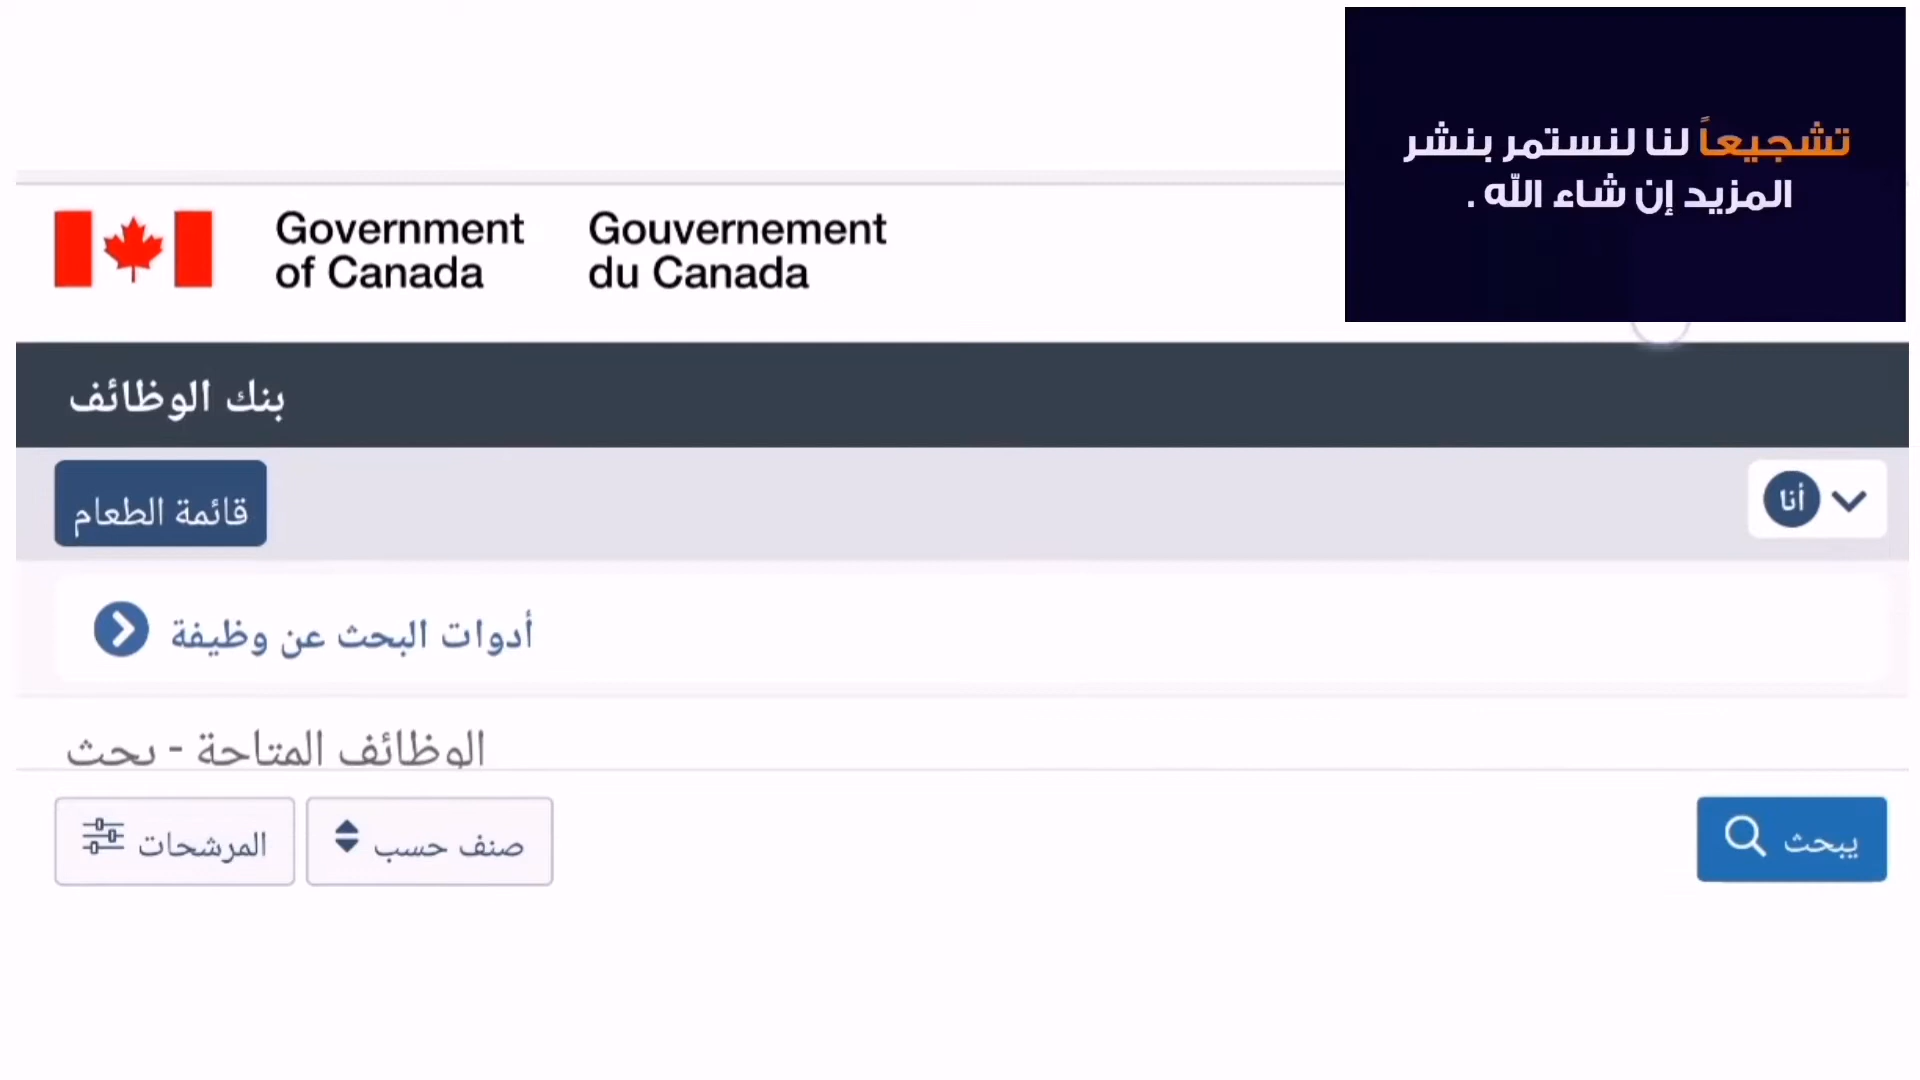 تشجيعاً لنا لنستمر بنشر
المزيد إن شاء الله .
Government of Canada
Gouvernement du Canada
بنك الوظائف
قائمة الطعام
أنا
أدوات البحث عن وظيفة
الوظائف المتاحة - بحث
المرشحات
صنف حسب
يبحث